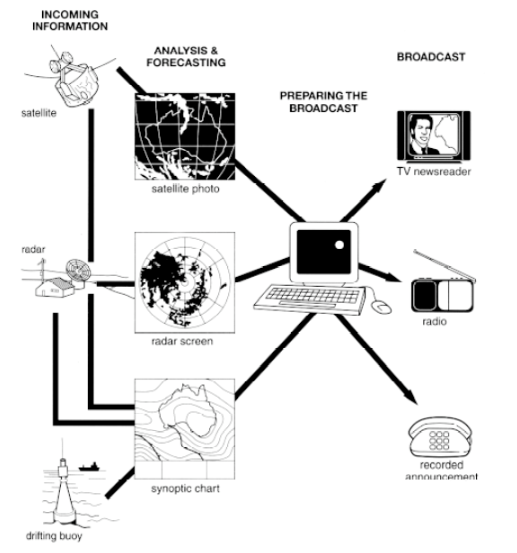 INCOMING
INFORMATION
ANALYSIS &
FORECASTING
PREPARING THE
BROADCAST
BROADCAST
satellite
satellite photo
TV newsreader
radar
radar screen
radio
synoptic chart
recorded
announcement
drifting buoy